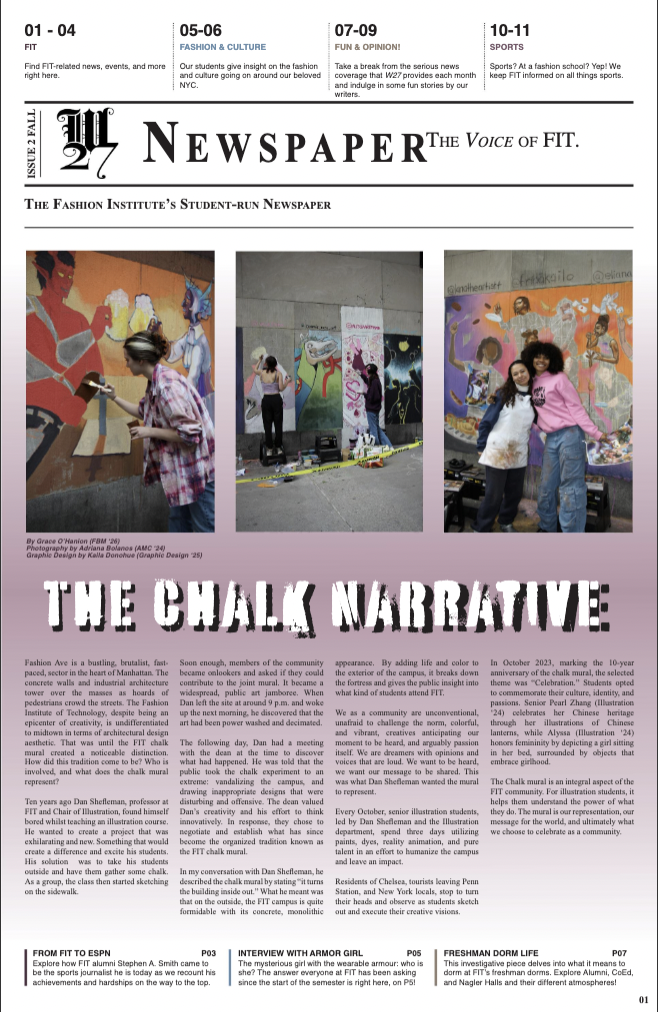 01 - 04
FIT
Find FIT-related news, events, and more
right here.
05-06
FASHION & CULTURE
Our students give insight on the fashion
and culture going on around our beloved
NYC.
07-09
FUN & OPINION!
Take a break from the serious news
coverage that W27 provides each month
and indulge in some fun stories by our
writers.
10-11
SPORTS
Sports? At a fashion school? Yep! We
keep FIT informed on all things sports.
ISSUE 2 FALL
W
27
NEWSPAPER
THE VOICE OF FIT.
THE FASHION INSTITUTE'S STUDENT-RUN NEWSPAPER
By Grace O'Hanlon (FBM '26)
Photography by Adriana Bolanos (AMC '24)
Graphic Design by Kaila Donohue (Graphic Design '25)
THE CHALK NARRATIVE
Fashion Ave is a bustling, brutalist, fast-
paced, sector in the heart of Manhattan. The
concrete walls and industrial architecture
tower over the masses as hoards of
pedestrians crowd the streets. The Fashion
Institute of Technology, despite being an
epicenter of creativity, is undifferentiated
to midtown in terms of architectural design
aesthetic. That was until the FIT chalk
mural created a noticeable distinction.
How did this tradition come to be? Who is
involved, and what does the chalk mural
represent?
Ten years ago Dan Shefleman, professor at
FIT and Chair of Illustration, found himself
bored whilst teaching an illustration course.
He wanted to create a project that was
exhilarating and new. Something that would
create a difference and excite his students.
His solution was to take his students
outside and have them gather some chalk.
As a group, the class then started sketching
on the sidewalk.
Soon enough, members of the community
became onlookers and asked if they could
contribute to the joint mural. It became a
widespread, public art jamboree. When
Dan left the site at around 9 p.m. and woke
up the next morning, he discovered that the
art had been power washed and decimated.
The following day, Dan had a meeting
with the dean at the time to discover
what had happened. He was told that the
public took the chalk experiment to an
extreme: vandalizing the campus, and
drawing inappropriate designs that were
disturbing and offensive. The dean valued
Dan's creativity and his effort to think
innovatively. In response, they chose to
negotiate and establish what has since
become the organized tradition known as
the FIT chalk mural.
In my conversation with Dan Shefleman, he
described the chalk mural by stating "it turns
the building inside out." What he meant was
that on the outside, the FIT campus is quite
formidable with its concrete, monolithic
appearance. By adding life and color to
the exterior of the campus, it breaks down
the fortress and gives the public insight into
what kind of students attend FIT.
We as a community are unconventional,
unafraid to challenge the norm, colorful,
and vibrant, creatives anticipating our
moment to be heard, and arguably passion
itself. We are dreamers with opinions and
voices that are loud. We want to be heard,
we want our message to be shared. This
was what Dan Shefleman wanted the mural
to represent.
Every October, senior illustration students,
led by Dan Shefleman and the Illustration
department, spend three days utilizing
paints, dyes, reality animation, and pure
talent in an effort to humanize the campus
and leave an impact.
Residents of Chelsea, tourists leaving Penn
Station, and New York locals, stop to turn
their heads and observe as students sketch
out and execute their creative visions.
In October 2023, marking the 10-year
anniversary of the chalk mural, the selected
theme was "Celebration." Students opted
to commemorate their culture, identity, and
passions. Senior Pearl Zhang (Illustration
'24) celebrates her Chinese heritage
through her illustrations of Chinese
lanterns, while Alyssa (Illustration '24)
honors femininity by depicting a girl sitting
in her bed, surrounded by objects that
embrace girlhood.
The Chalk mural is an integral aspect of the
FIT community. For illustration students, it
helps them understand the power of what
they do. The mural is our representation, our
message for the world, and ultimately what
we choose to celebrate as a community.
FROM FIT TO ESPN P03
Explore how FIT alumni Stephen A. Smith came to
be the sports journalist he is today as we recount his
achievements and hardships on the way to the top.
INTERVIEW WITH ARMOR GIRL P05
The mysterious girl with the wearable armour: who is
she? The answer everyone at FIT has been asking
since the start of the semester is right here, on P5!
FRESHMAN DORM LIFE P07
This investigative piece delves into what it means to
dorm at FIT's freshman dorms. Explore Alumni, CoEd,
and Nagler Halls and their different atmospheres!
01